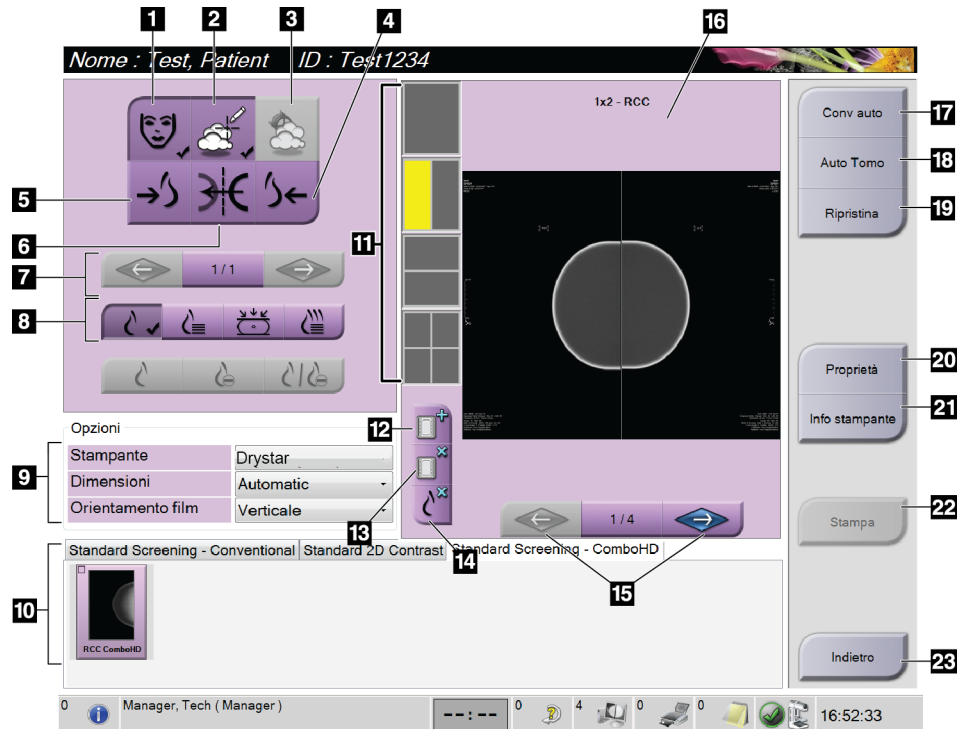 1
2
3
4
16
Nome : Test, Patient ID : Test1234
1x2 - RCC
Conv auto
17
Auto Tomo
18
Ripristina
19
5
6
11
7
1/1
8
Proprietà
20
Info stampante
21
Opzioni
12
9
Stampante
Drystar
Dimensioni
Automatic
Orientamento film
Verticale
13
14
1/4
15
Stampa
22
Standard Screening - Conventional
Standard 2D Contrast
Standard Screening - ComboHD
10
RCC ComboHD
Indietro
23
0
Manager, Tech ( Manager )
--:--
0
4
0
0
16:52:33